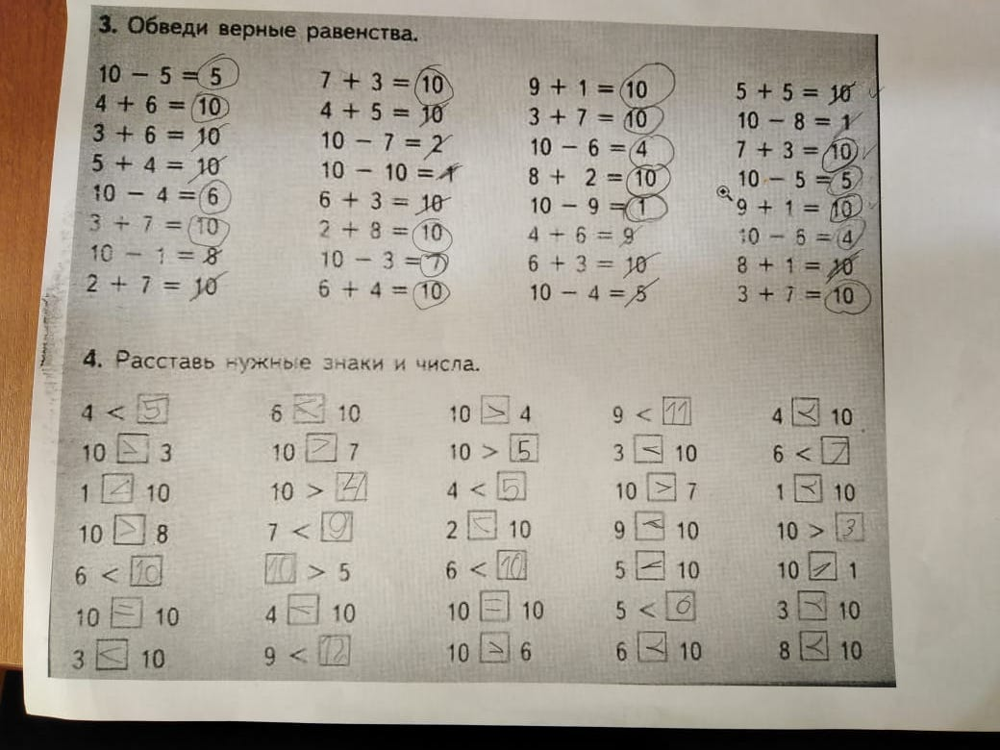 3. Обведи верные равенства.
10 − 5 = 5 7 + 3 = 10 9 + 1 = 10 5 + 5 = 10
4 + 6 = 10 4 + 5 = 10 3 + 7 = 10 10 − 8 = 1
3 + 6 = 10 10 − 7 = 2 10 − 6 = 4 7 + 3 = 10
5 + 4 = 10 10 − 10 = 1 8 + 2 = 10 10 − 5 = 5
10 − 4 = 6 6 + 3 = 10 10 − 9 = 1 9 + 1 = 10
3 + 7 = 10 2 + 8 = 10 4 + 6 = 9 10 − 6 = 4
10 − 1 = 8 10 − 3 = 7 6 + 3 = 10 8 + 1 = 10
2 + 7 = 10 6 + 4 = 10 10 − 4 = 5 3 + 7 = 10
4. Расставь нужные знаки и числа.
4 < 5 6 < 10 10 > 4 9 < 11 4 < 10
10 > 3 10 > 7 10 > 5 3 < 10 6 < 7
1 < 10 10 > 4 4 < 5 10 > 7 1 < 10
10 > 8 7 < 9 2 < 10 9 < 10 10 > 3
6 < 10 10 > 5 6 < 10 5 < 10 10 > 1
10 = 10 4 < 10 10 = 10 5 < 6 3 < 10
3 < 10 9 < 12 10 > 6 6 < 10 8 < 10